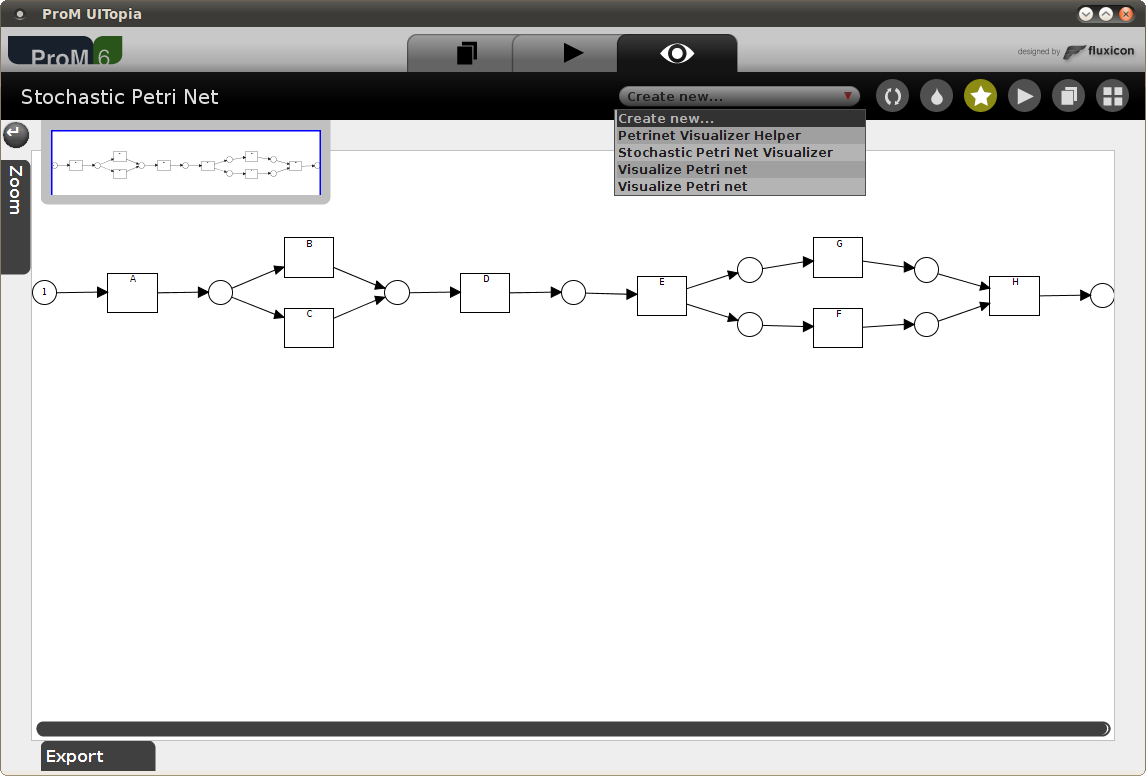 ProM UITopia
ProM 6
designed by fluxicon
Stochastic Petri Net
Create new...
Create new...
Petrinet Visualizer Helper
Stochastic Petri Net Visualizer
Visualize Petri net
Visualize Petri net
Zoom
B
G
A
D
E
H
1
C
F
Export